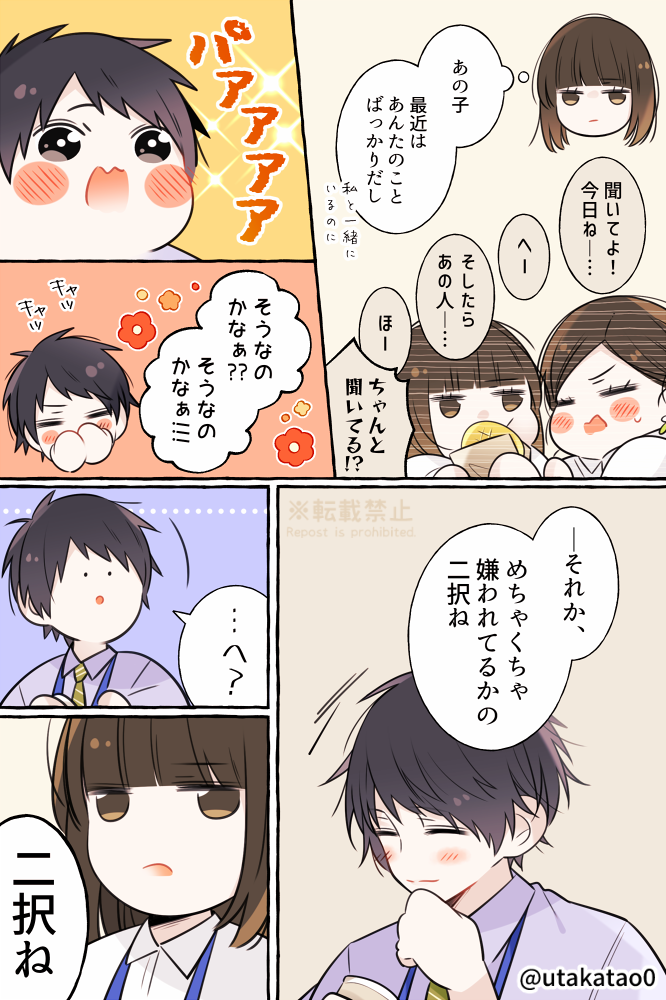 あの子
最近は
あんたのこと
ばっかりだし
私と一緒に
いるのに
聞いてよ！
今日ね―…
へー
そしたら
あの人―…
ほー
ちゃんと
聞いてる!?
パァアアアア
そうなの
かなぁ??
そうなの
かなぁ!!!
キャッ
キャッ
※転載禁止
Repost is prohibited.
―それか、
めちゃくちゃ
嫌われてるかの
二択ね
…へ？
二択ね
@utakatao0